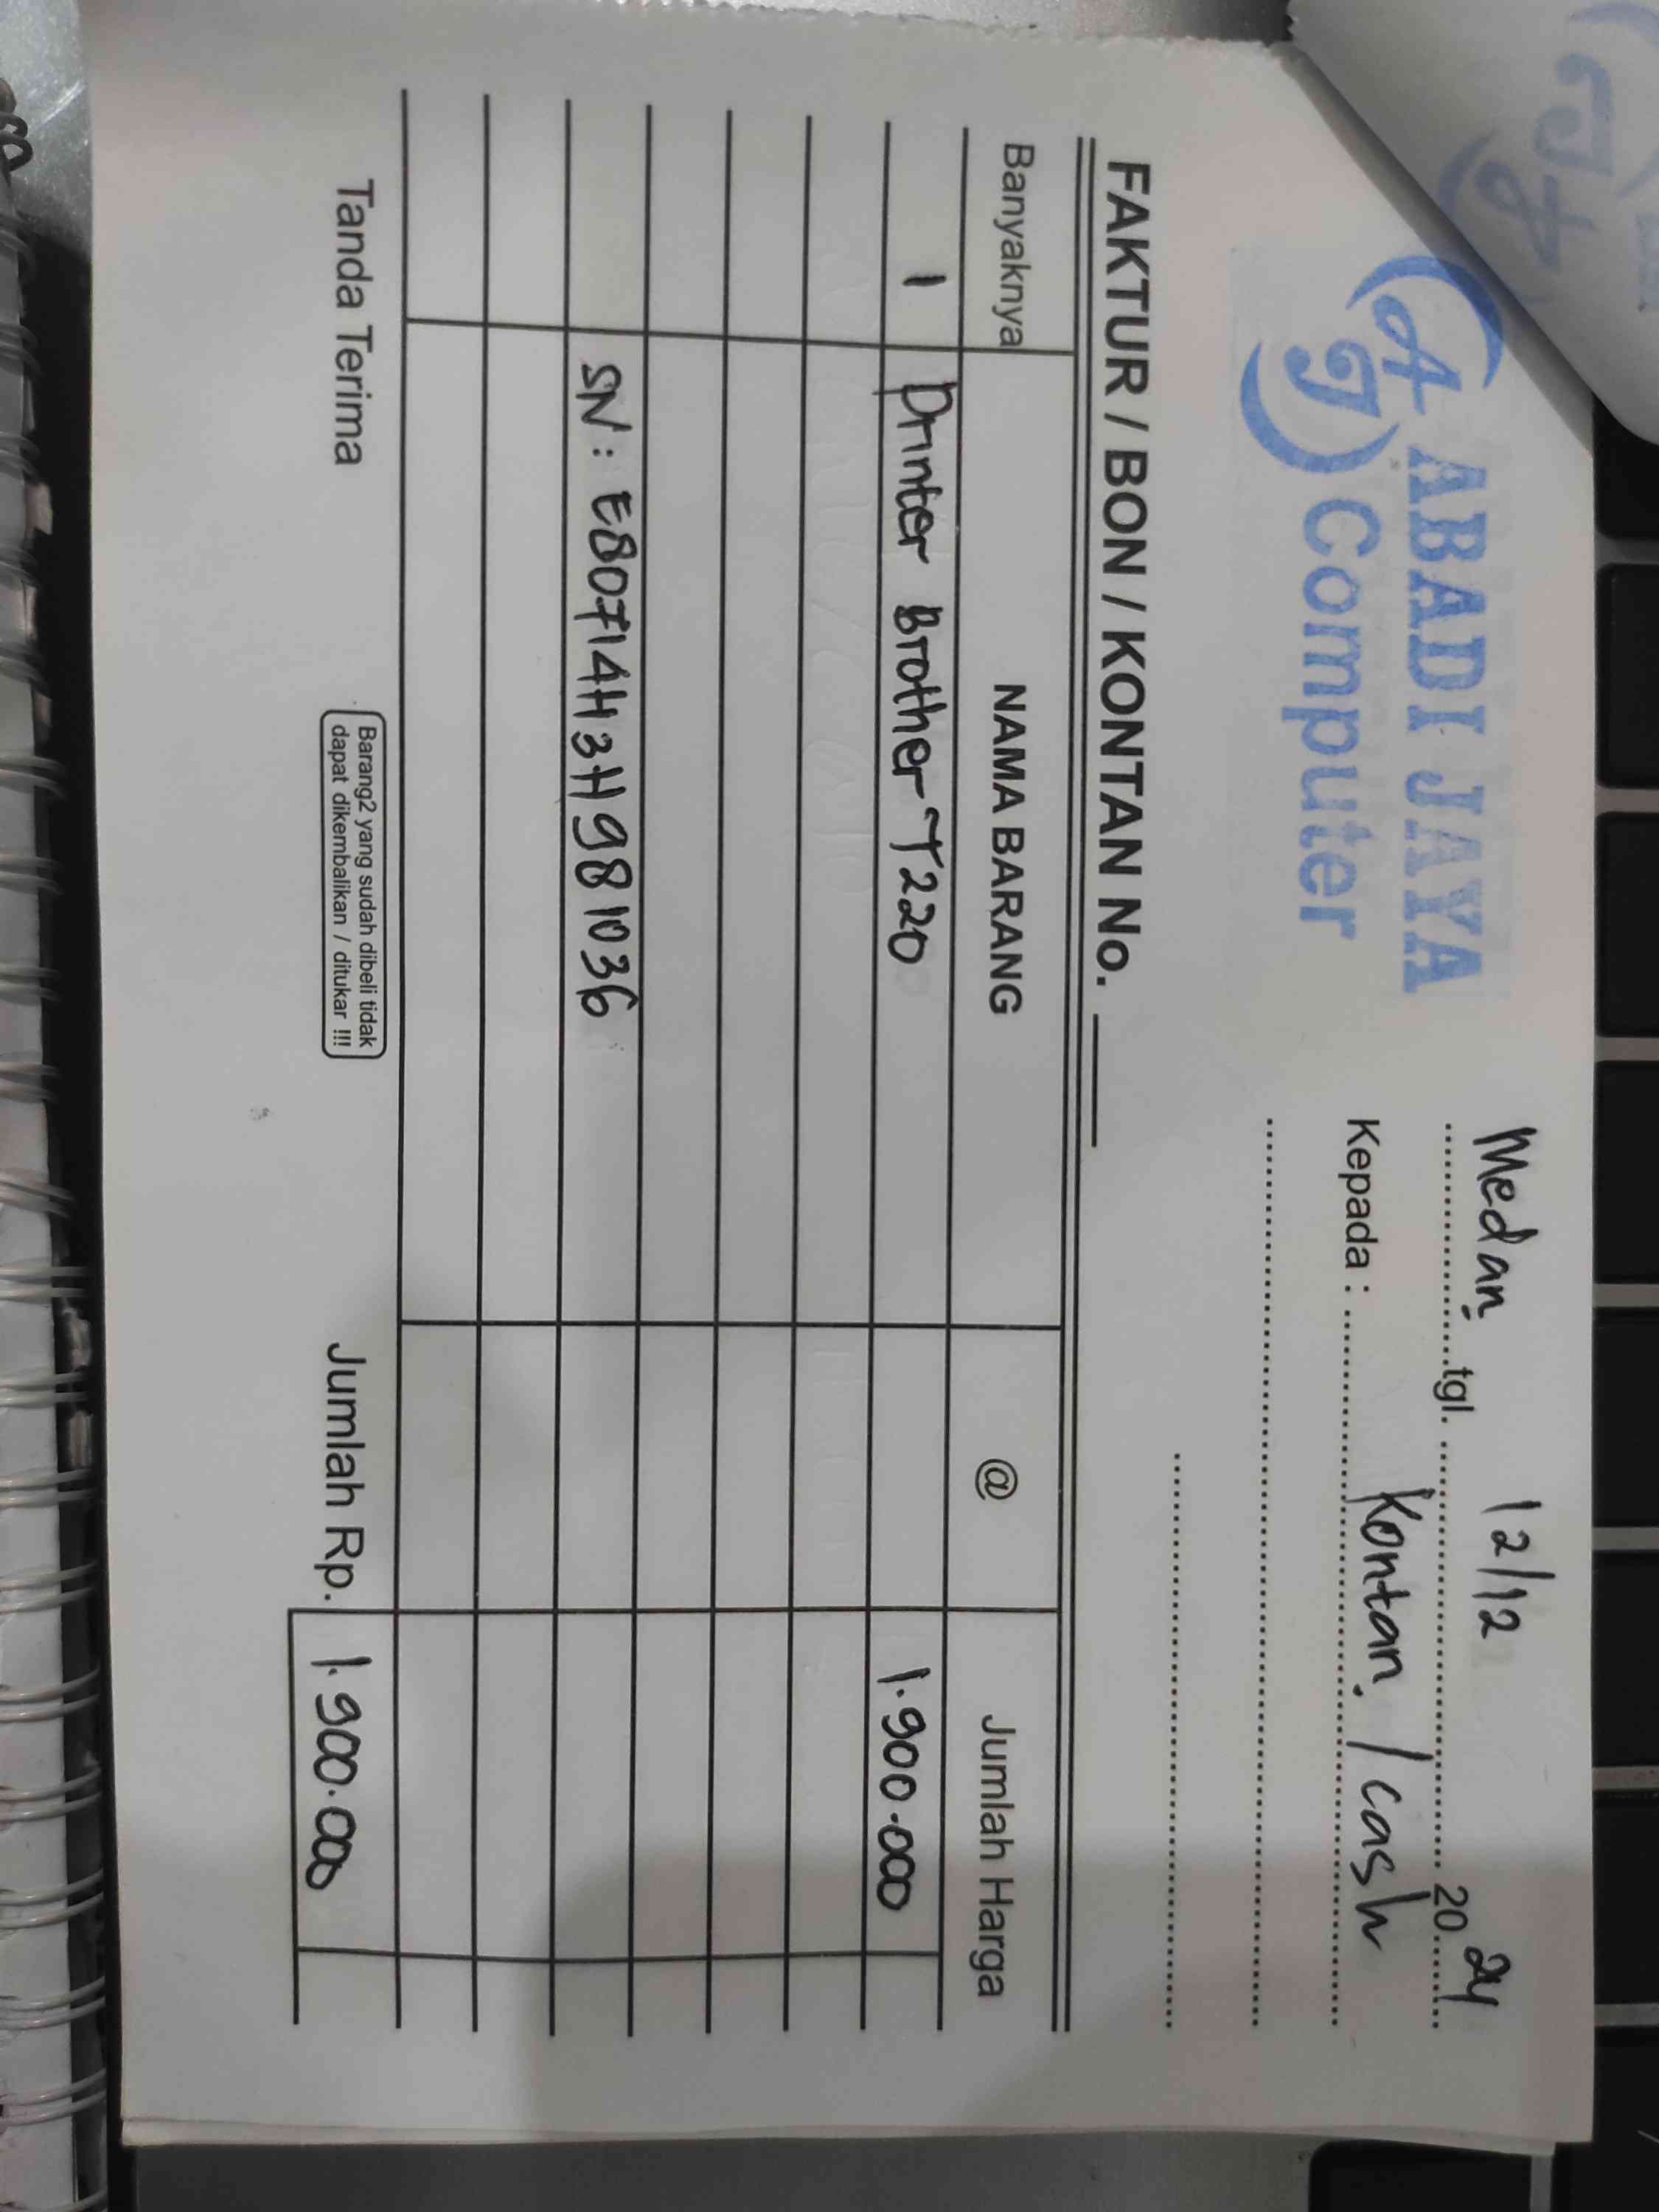 AJ ABADI JAYA
Computer
Medan tgl. 12/12 2024
Kepada : Kontan / cash
FAKTUR / BON / KONTAN No.
Banyaknya NAMA BARANG @ Jumlah Harga
1 Printer Brother T220 1.900.000
SN : E80714H3H981036
Tanda Terima
Barang2 yang sudah dibeli tidak
dapat dikembalikan / ditukar !!!
Jumlah Rp. 1.900.000